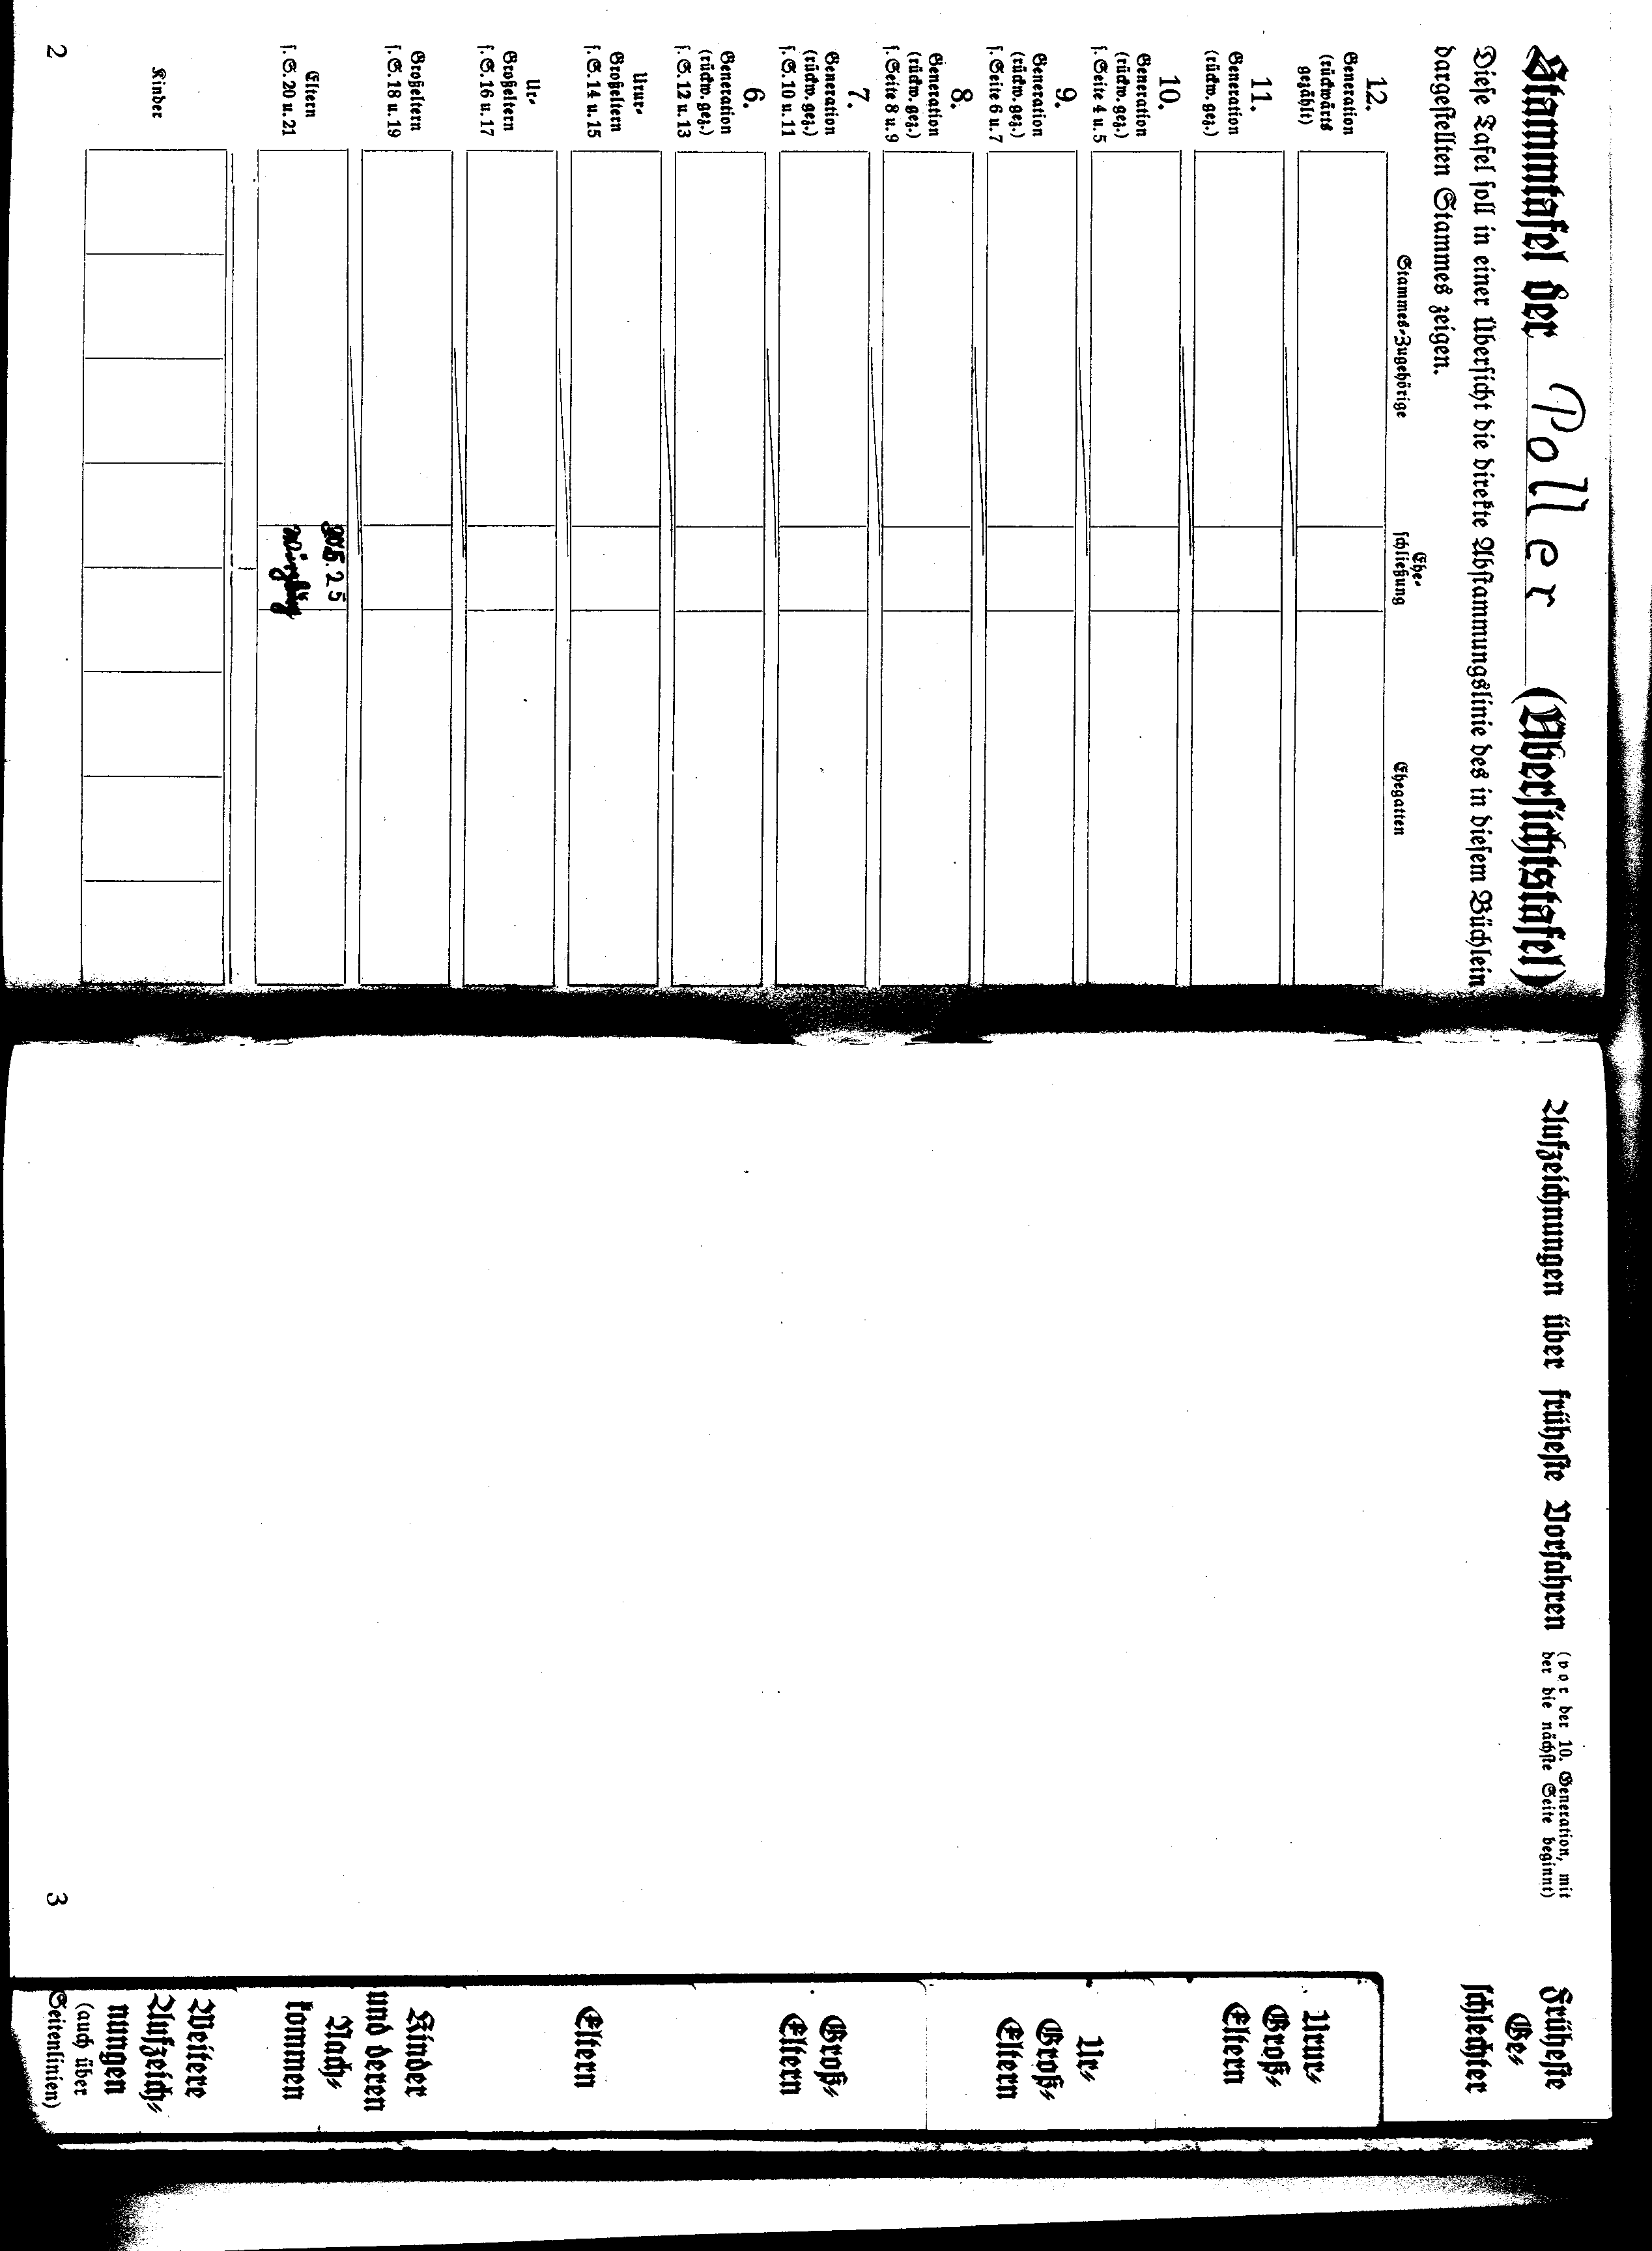 Stammtafel der Poller (Übersichtstafel)
Diese Tafel soll in einer Übersicht die direkte Abstammungslinie des in diesem Büchlein
dargestellten Stammes zeigen.
Stammes-Zugehörige
Ehe-
schließung
Ehegatten
12.
Generation
(rückwärts
gezählt)
11.
Generation
(rückw. gez.)
10.
Generation
(rückw. gez.)
s. Seite 4 u. 5
9.
Generation
(rückw. gez.)
s. Seite 6 u. 7
8.
Generation
(rückw. gez.)
s. Seite 8 u. 9
7.
Generation
(rückw. gez.)
s. S. 10 u. 11
6.
Generation
(rückw. gez.)
s. S. 12 u. 13
Urur-
Großeltern
s. S. 14 u. 15
Ur-
Großeltern
s. S. 16 u. 17
Großeltern
s. S. 18 u. 19
Eltern
s. S. 20 u. 21
Kinder
2
Aufzeichnungen über früheste Vorfahren
(vor der 10. Generation, mit
der die nächste Seite beginnt)
3
Früheste
Ge-
schlechter
Urur-
Groß-
Eltern
Ur-
Groß-
Eltern
Groß-
Eltern
Eltern
Kinder
und deren
Nach-
kommen
Weitere
Aufzeich-
nungen
(auch über
Seitenlinien)